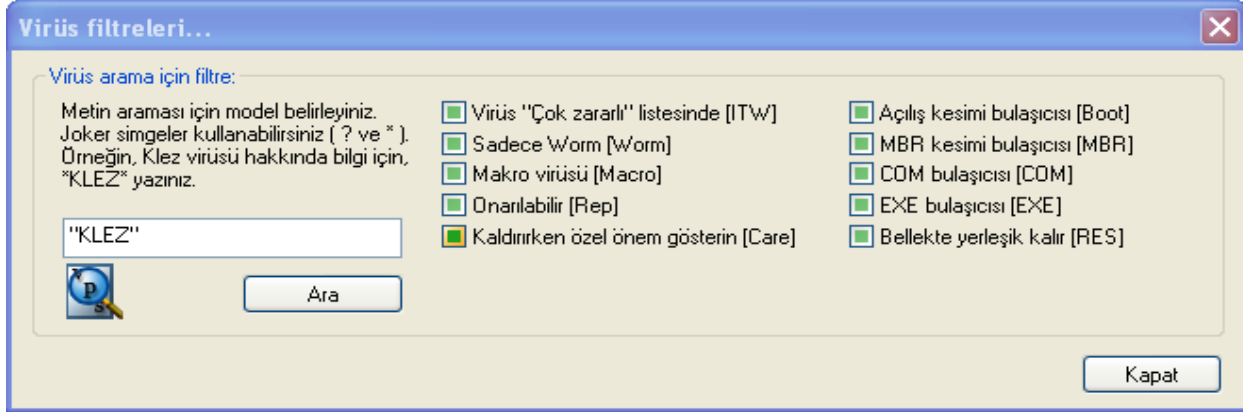 Virüs filtreleri...
Virüs arama için filtre:
Metin araması için model belirleyiniz.
Joker simgeler kullanabilirsiniz ( ? ve * ).
Örneğin, Klez virüsü hakkında bilgi için,
*KLEZ* yazınız.
"KLEZ"
VPS
Ara
Virüs "Çok zararlı" listesinde [ITW]
Sadece Worm [Worm]
Makro virüsü [Macro]
Onarılabilir [Rep]
Kaldırırken özel önem gösterin [Care]
Açılış kesimi bulaşıcısı [Boot]
MBR kesimi bulaşıcısı [MBR]
COM bulaşıcısı [COM]
EXE bulaşıcısı [EXE]
Bellekte yerleşik kalır [RES]
Kapat